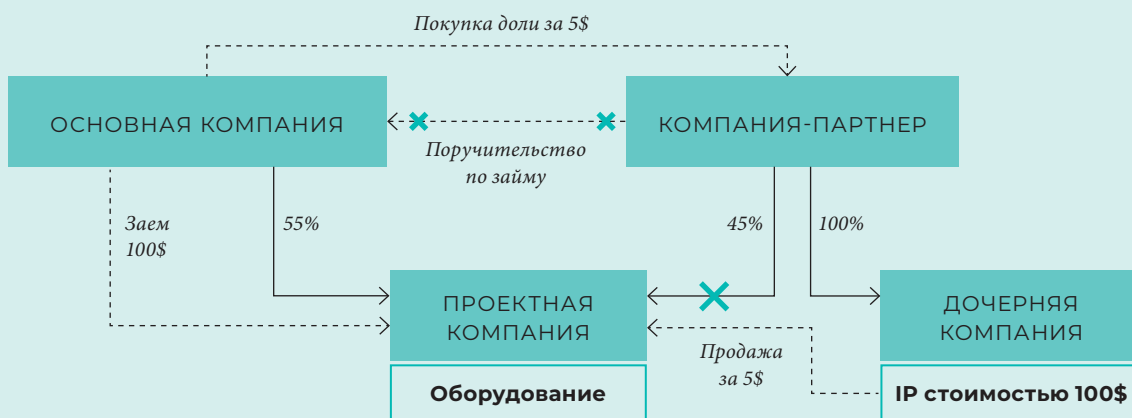 Покупка доли за 5$
ОСНОВНАЯ КОМПАНИЯ
КОМПАНИЯ-ПАРТНЕР
Поручительство
по займу
Заем
100$
55%
45%
100%
ПРОЕКТНАЯ
КОМПАНИЯ
ДОЧЕРНЯЯ
КОМПАНИЯ
Продажа
за 5$
Оборудование
IP стоимостью 100$